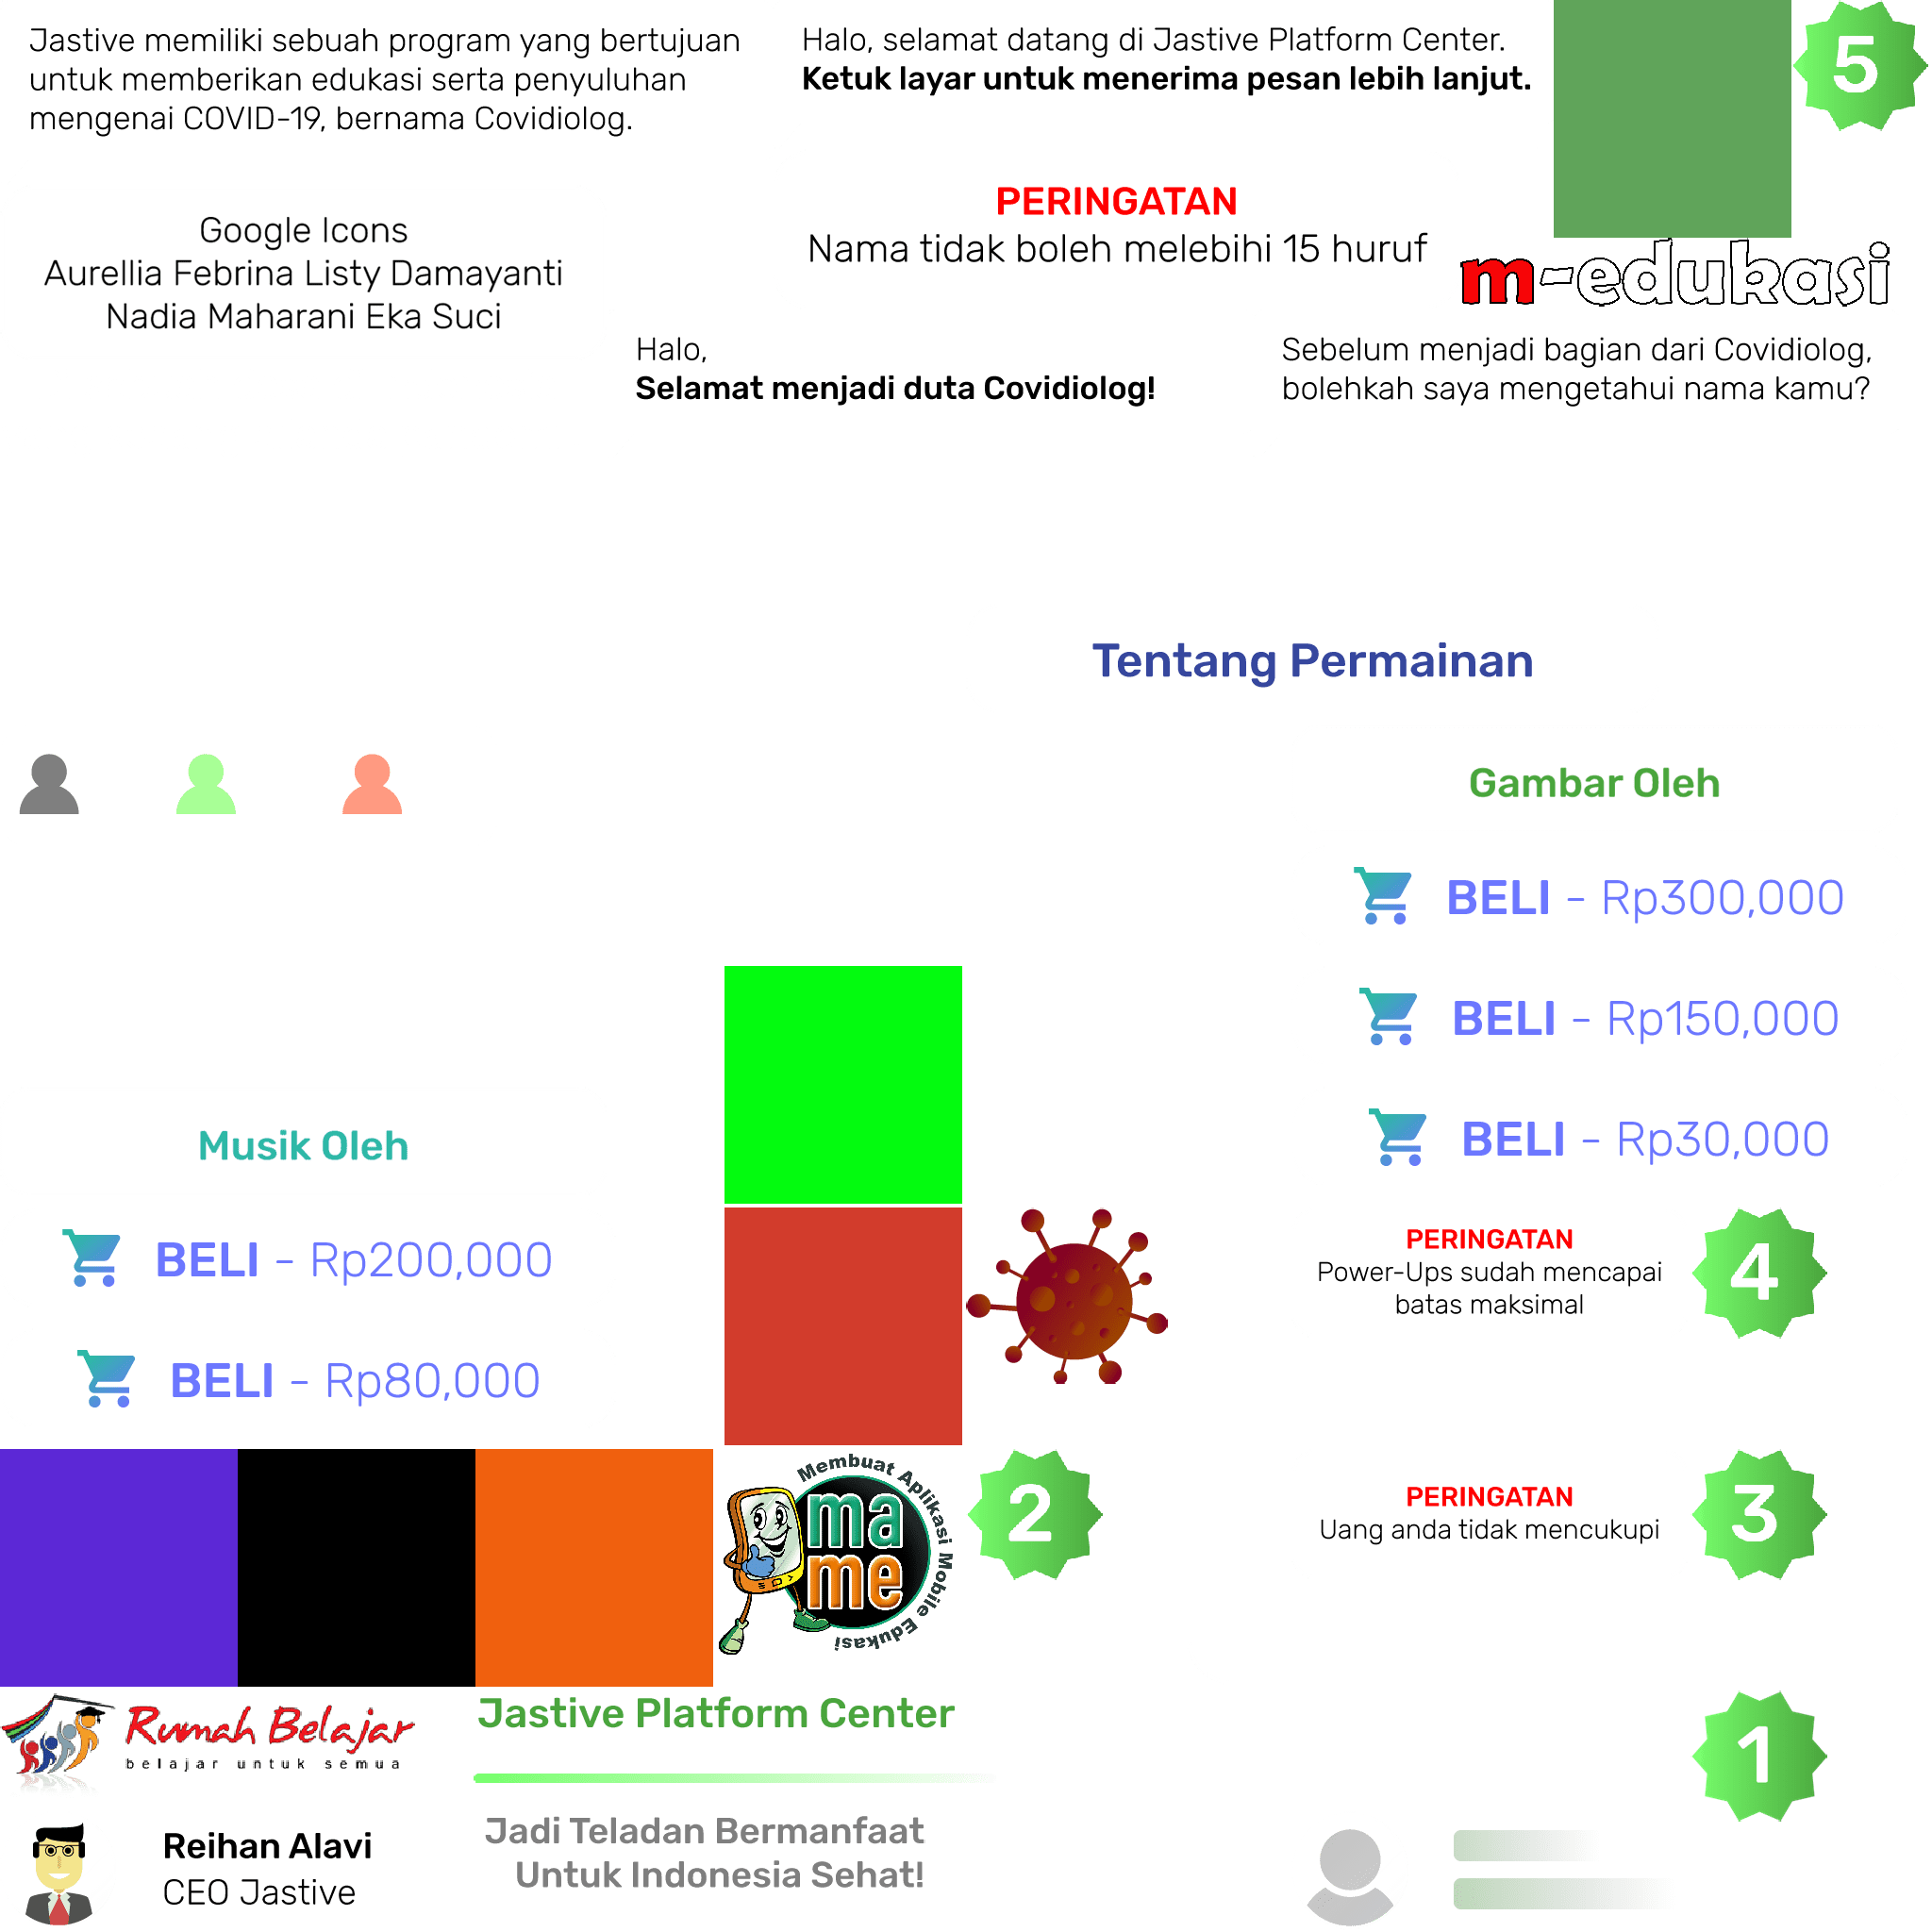 Jastive memiliki sebuah program yang bertujuan
untuk memberikan edukasi serta penyuluhan
mengenai COVID-19, bernama Covidiolog.
Halo, selamat datang di Jastive Platform Center.
Ketuk layar untuk menerima pesan lebih lanjut.
5
PERINGATAN
Nama tidak boleh melebihi 15 huruf
Google Icons
Aurellia Febrina Listy Damayanti
Nadia Maharani Eka Suci
m-edukasi
Halo,
Selamat menjadi duta Covidiolog!
Sebelum menjadi bagian dari Covidiolog,
bolehkah saya mengetahui nama kamu?
Tentang Permainan
Gambar Oleh
BELI - Rp300,000
BELI - Rp150,000
BELI - Rp30,000
Musik Oleh
BELI - Rp200,000
BELI - Rp80,000
PERINGATAN
Power-Ups sudah mencapai
batas maksimal
4
Membuat Aplikasi Mobile Edukasi
ma
me
2
PERINGATAN
Uang anda tidak mencukupi
3
Rumah Belajar
belajar untuk semua
Jastive Platform Center
1
Reihan Alavi
CEO Jastive
Jadi Teladan Bermanfaat
Untuk Indonesia Sehat!